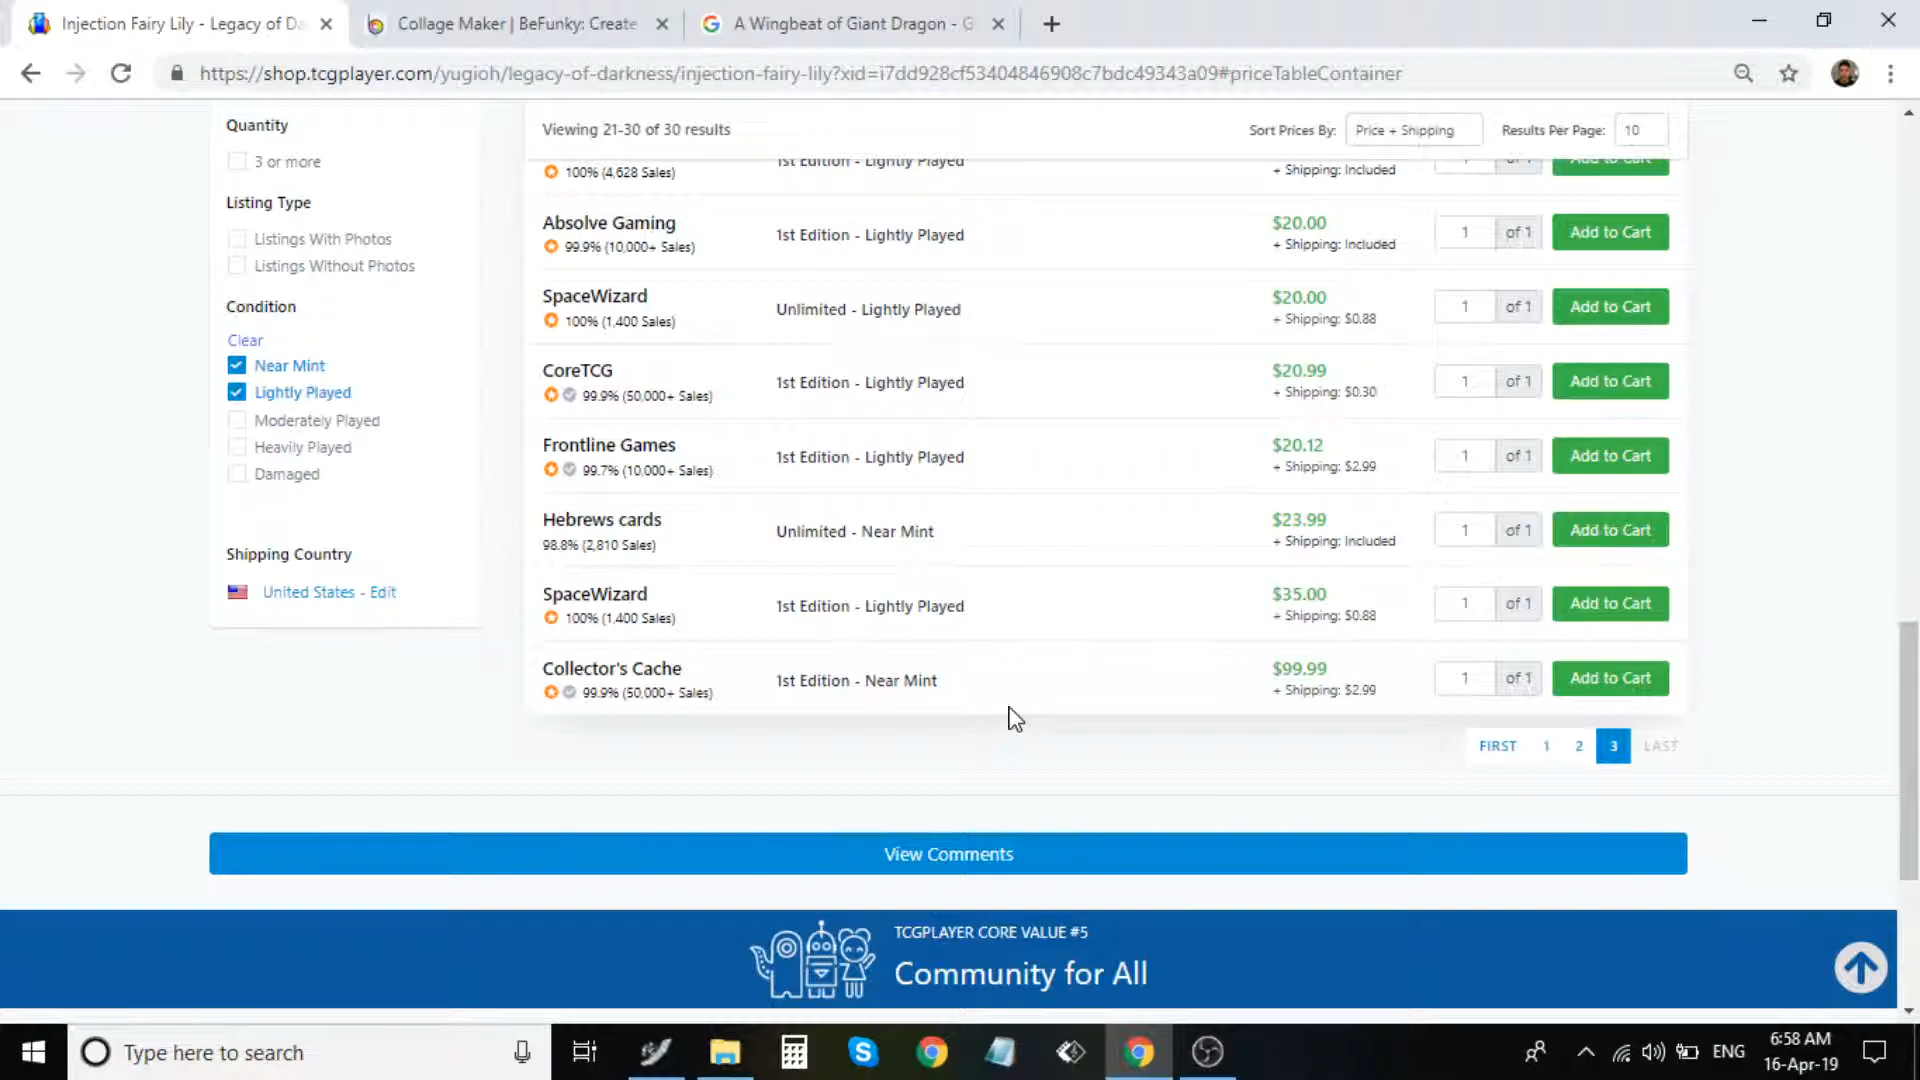 Injection Fairy Lily - Legacy of Da
Collage Maker | BeFunky: Create
A Wingbeat of Giant Dragon - G
https://shop.tcgplayer.com/yugioh/legacy-of-darkness/injection-fairy-lily?xid=i7dd928cf53404846908c7bdc49343a09#priceTableContainer
Quantity
3 or more
Listing Type
Listings With Photos
Listings Without Photos
Condition
Clear
Near Mint
Lightly Played
Moderately Played
Heavily Played
Damaged
Shipping Country
United States - Edit
Viewing 21-30 of 30 results
Sort Prices By: Price + Shipping Results Per Page: 10
100% (4,628 Sales) 1st Edition - Lightly Played + Shipping: Included 1 of 1 Add to Cart
Absolve Gaming
99.9% (10,000+ Sales)
1st Edition - Lightly Played
$20.00
+ Shipping: Included
1 of 1 Add to Cart
SpaceWizard
100% (1,400 Sales)
Unlimited - Lightly Played
$20.00
+ Shipping: $0.88
1 of 1 Add to Cart
CoreTCG
99.9% (50,000+ Sales)
1st Edition - Lightly Played
$20.99
+ Shipping: $0.30
1 of 1 Add to Cart
Frontline Games
99.7% (10,000+ Sales)
1st Edition - Lightly Played
$20.12
+ Shipping: $2.99
1 of 1 Add to Cart
Hebrews cards
98.8% (2,810 Sales)
Unlimited - Near Mint
$23.99
+ Shipping: Included
1 of 1 Add to Cart
SpaceWizard
100% (1,400 Sales)
1st Edition - Lightly Played
$35.00
+ Shipping: $0.88
1 of 1 Add to Cart
Collector's Cache
99.9% (50,000+ Sales)
1st Edition - Near Mint
$99.99
+ Shipping: $2.99
1 of 1 Add to Cart
FIRST 1 2 3 LAST
View Comments
TCGPLAYER CORE VALUE #5
Community for All
Type here to search
ENG
6:58 AM
16-Apr-19